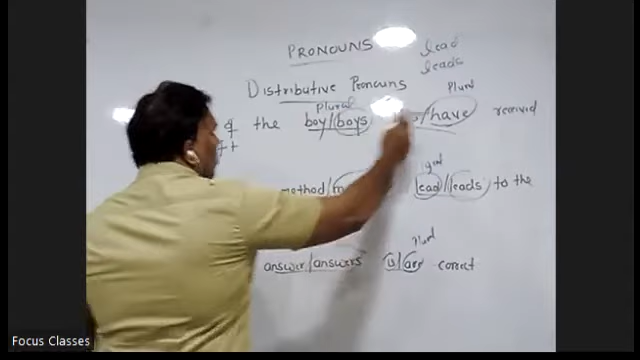 PRONOUNS
lead
leads
Distributive Pronouns
Plural
Plural
of the boy/boys /have received
method/ lead/leads to the
answer/answers is/are correct
Focus Classes